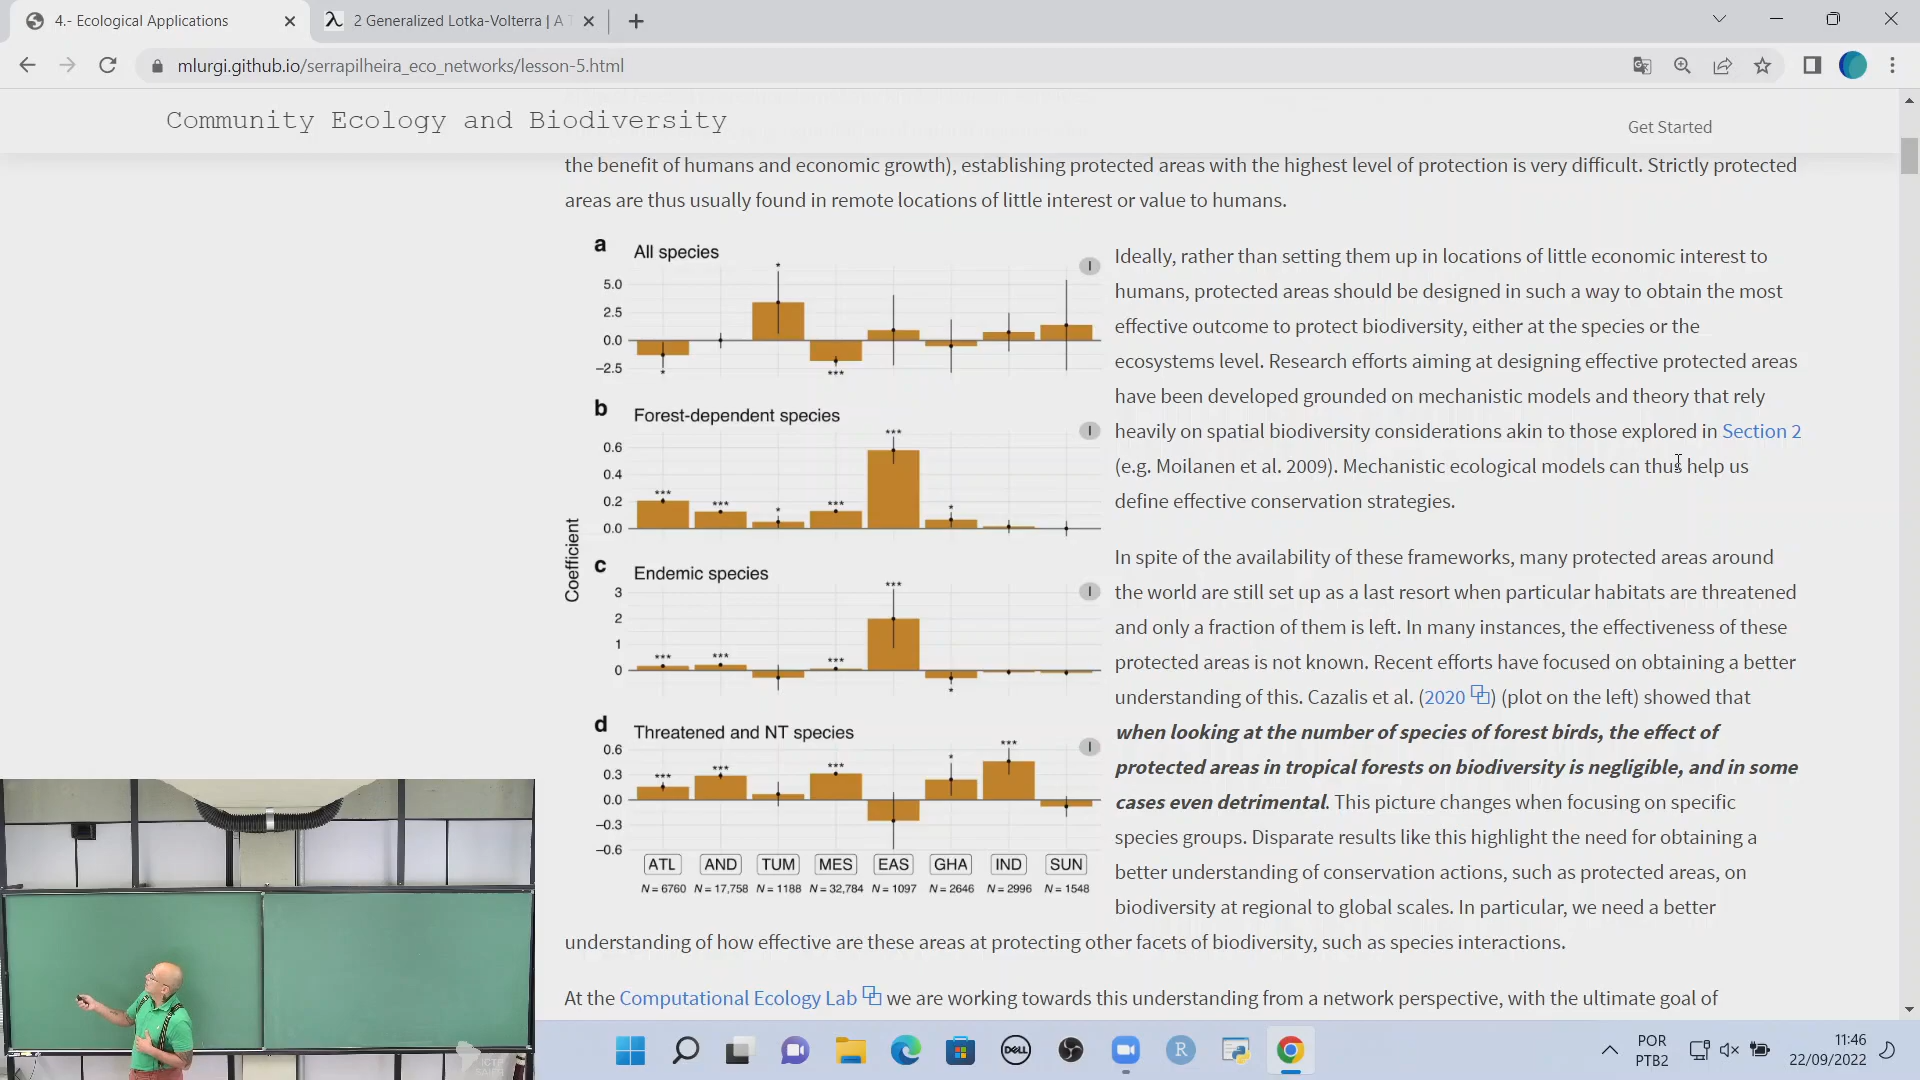 4.- Ecological Applications
2 Generalized Lotka-Volterra | A
mlurgi.github.io/serrapilheira_eco_networks/lesson-5.html
Community Ecology and Biodiversity
Get Started
the benefit of humans and economic growth), establishing protected areas with the highest level of protection is very difficult. Strictly protected
areas are thus usually found in remote locations of little interest or value to humans.
a All species
5.0
2.5
0.0
−2.5
* * ***
I
b Forest-dependent species
0.6
0.4
0.2
0.0
*** *** * *** *** *
I
Coefficient
c Endemic species
3
2
1
0
*** *** *** *** *
I
d Threatened and NT species
0.6
0.3
0.0
−0.3
−0.6
*** *** *** * ***
I
ATL AND TUM MES EAS GHA IND SUN
N = 6760 N = 17,758 N = 1188 N = 32,784 N = 1097 N = 2646 N = 2996 N = 1548
Ideally, rather than setting them up in locations of little economic interest to
humans, protected areas should be designed in such a way to obtain the most
effective outcome to protect biodiversity, either at the species or the
ecosystems level. Research efforts aiming at designing effective protected areas
have been developed grounded on mechanistic models and theory that rely
heavily on spatial biodiversity considerations akin to those explored in Section 2
(e.g. Moilanen et al. 2009). Mechanistic ecological models can thus help us
define effective conservation strategies.
In spite of the availability of these frameworks, many protected areas around
the world are still set up as a last resort when particular habitats are threatened
and only a fraction of them is left. In many instances, the effectiveness of these
protected areas is not known. Recent efforts have focused on obtaining a better
understanding of this. Cazalis et al. (2020) (plot on the left) showed that
when looking at the number of species of forest birds, the effect of
protected areas in tropical forests on biodiversity is negligible, and in some
cases even detrimental. This picture changes when focusing on specific
species groups. Disparate results like this highlight the need for obtaining a
better understanding of conservation actions, such as protected areas, on
biodiversity at regional to global scales. In particular, we need a better
understanding of how effective are these areas at protecting other facets of biodiversity, such as species interactions.
At the Computational Ecology Lab we are working towards this understanding from a network perspective, with the ultimate goal of
DELL
R
POR
PTB2
11:46
22/09/2022